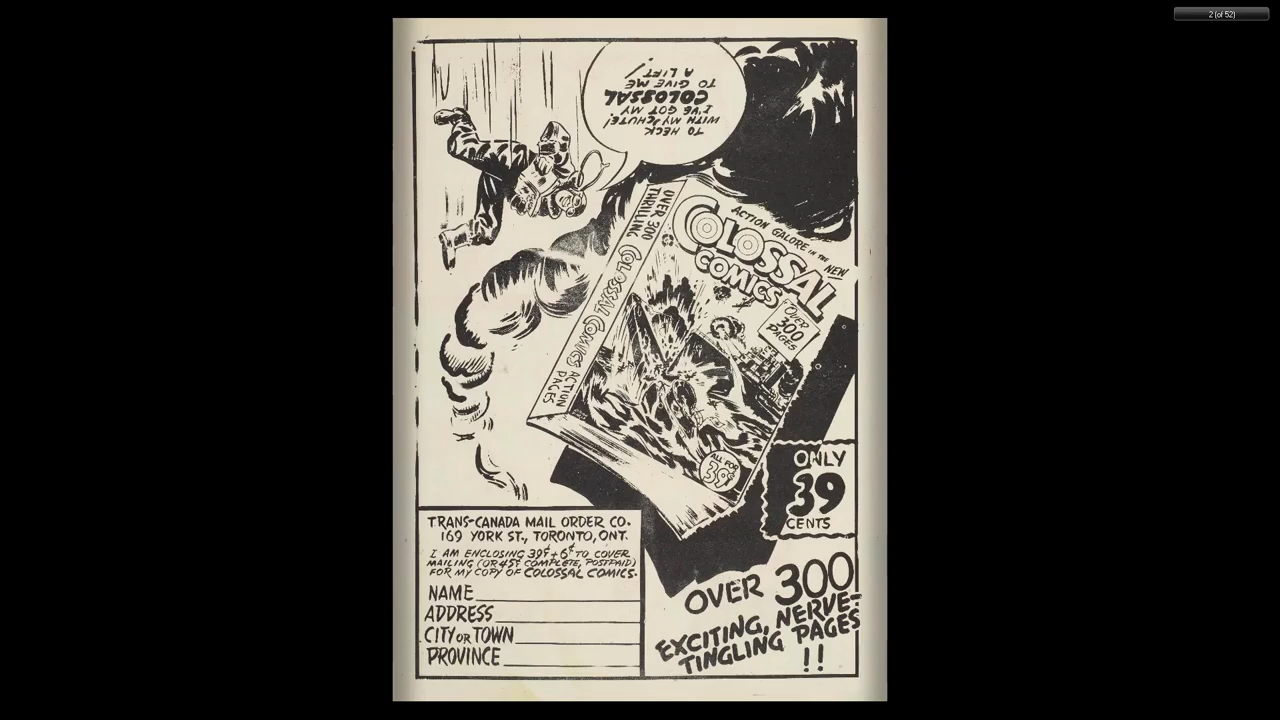 2 (of 52)
TO HECK
WITH MY 'CHUTE!
I'VE GOT MY
COLOSSAL
TO GIVE ME
A LIFT!
OVER 300
THRILLING
COLOSSAL COMICS
ACTION
PAGES
ACTION GALORE IN THE NEW
COLOSSAL
COMICS
OVER
300
PAGES
ALL FOR
39¢
ONLY
39
CENTS
TRANS-CANADA MAIL ORDER CO.
169 YORK ST., TORONTO, ONT.
I AM ENCLOSING 39¢ + 6¢ TO COVER
MAILING (OR 45¢ COMPLETE, POSTPAID)
FOR MY COPY OF COLOSSAL COMICS.
NAME
ADDRESS
CITY OR TOWN
PROVINCE
OVER 300
EXCITING, NERVE-
TINGLING PAGES
!!